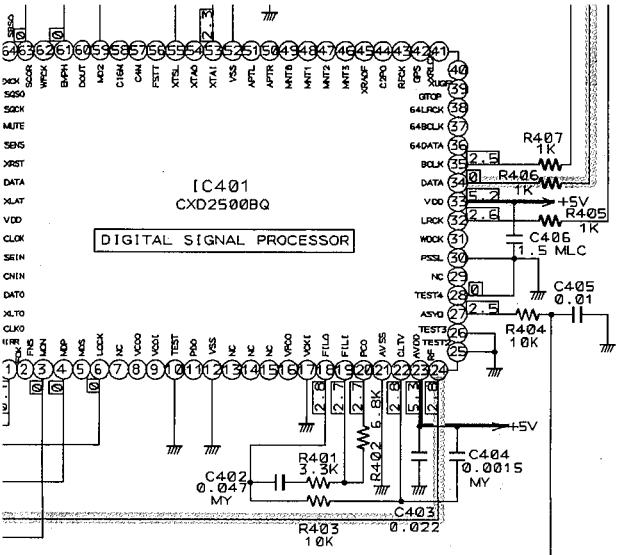 SBSO
0
0
2.3
64 63 62 61 60 59 58 57 56 55 54 53 52 51 50 49 48 47 46 45 44 43 42 41
SCOR
WFCK
EMPH
DOUT
MD2
C16M
C4M
FSTT
XTSL
XTAO
XTAI
VSS
APTL
APTR
MNT0
MNT1
MNT2
MNT3
XRAOF
C2PO
RFCK
GFS
XPLCK
XUGF 40
GTOP 39
64LRCK 38
64BCLK 37
64DATA 36
BCLK 35 2.5
DATA 34 0
VDD 33 5.2
LRCK 32 2.6
WDCK 31
PSSL 30
NC 29
TEST4 28 0
ASYO 27 2.5
TEST3 26
TEST2 25
SQSO
SQCK
MUTE
SENS
XRST
DATA
XLAT
VDD
CLOK
SEIN
CNIN
DATO
XLTO
CLKO
IC401
CXD2500BQ
DIGITAL SIGNAL PROCESSOR
R407
1K
R406
1K
+5V
R405
1K
C406
1.5 MLC
C405
0.01
R404
10K
FOK
FNS
MON
MDP
MDS
LOCK
NC
VCOO
VCOI
TEST
PDO
VSS
NC
NC
NC
VPCO
VCKI
FILO
FILI
PCO
AVSS
CLTV
AVDD
RF
1 2 3 4 5 6 7 8 9 10 11 12 13 14 15 16 17 18 19 20 21 22 23 24
0
0
0
2.6
2.7
2.7
2.6
5.3
2.6
R402 6.8K
+5V
C402
0.047
MY
R401
3.3K
R403
10K
C403
0.022
C404
0.0015
MY